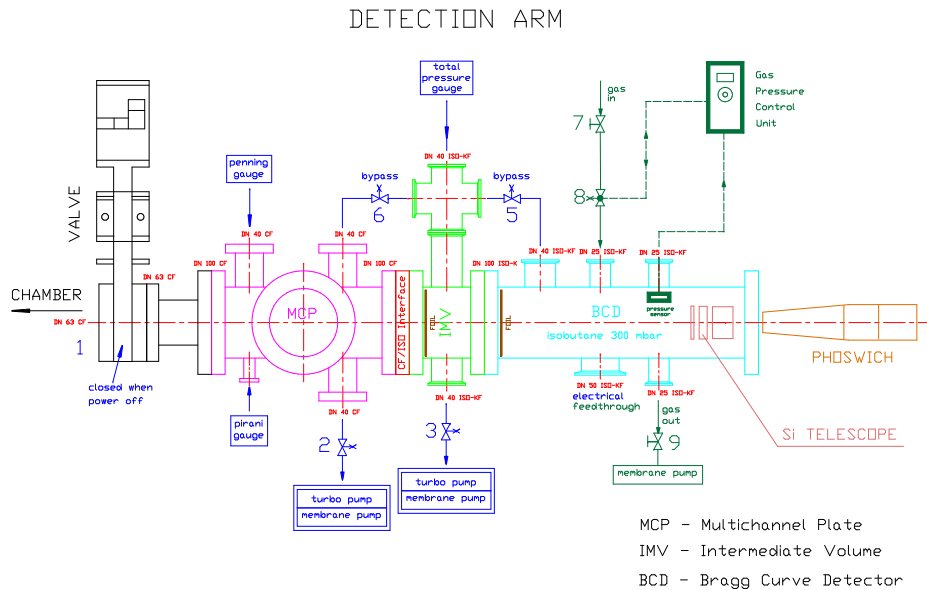 DETECTION ARM
total
pressure
gauge
gas
in
Gas
Pressure
Control
Unit
7
penning
gauge
DN 40 ISO-KF
bypass
bypass
VALVE
6
5
8
DN 40 CF
DN 40 CF
DN 40 ISO-KF
DN 25 ISO-KF
DN 25 ISO-KF
DN 100 CF
DN 100 CF
DN 100 ISO-K
DN 63 CF
CHAMBER
DN 63 CF
1
MCP
CF/ISO Interface
FOIL
IMV
FOIL
BCD
Isobutane 300 mbar
pressure
sensor
PHOSWICH
closed when
power off
DN 50 ISO-KF
electrical
feedthrough
DN 25 ISO-KF
DN 40 ISO-KF
DN 40 CF
gas
out
pirani
gauge
2
3
9
Si TELESCOPE
membrane pump
turbo pump
membrane pump
turbo pump
membrane pump
MCP - Multichannel Plate
IMV - Intermediate Volume
BCD - Bragg Curve Detector